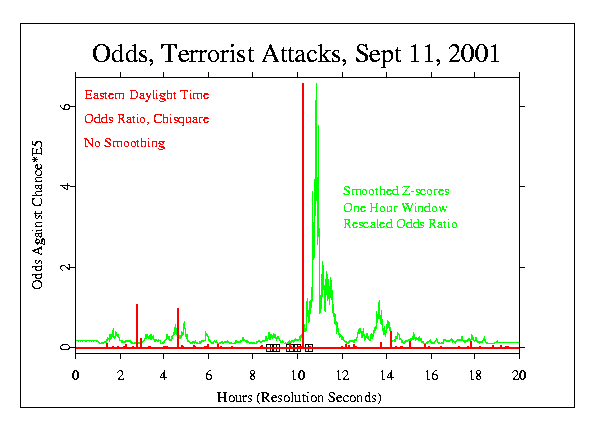 Odds, Terrorist Attacks, Sept 11, 2001
Eastern Daylight Time
Odds Ratio, Chisquare
No Smoothing
Smoothed Z-scores
One Hour Window
Rescaled Odds Ratio
Odds Against Chance*E5
0
2
4
6
0 2 4 6 8 10 12 14 16 18 20
Hours (Resolution Seconds)